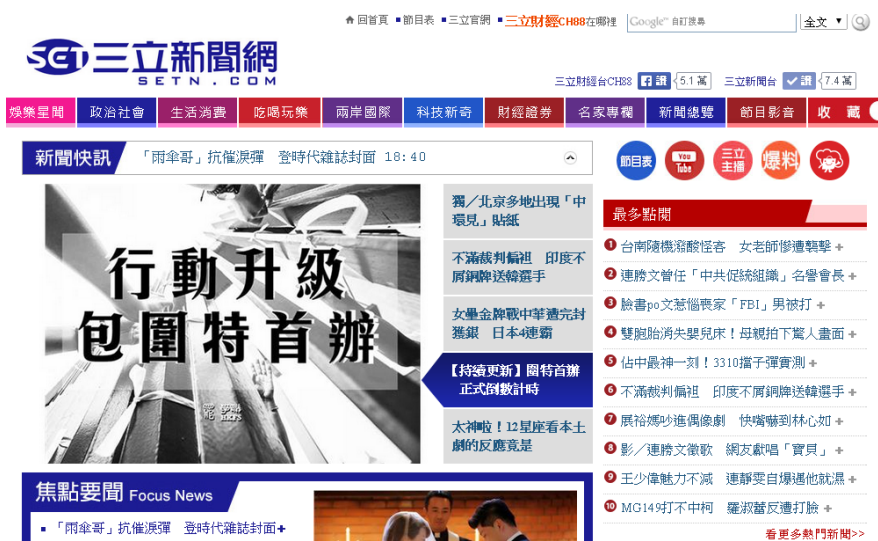 回首頁 ▪節目表 ▪三立官網 ▪三立財經CH88在哪裡
Google™ 自訂搜尋
全文
SET三立新聞網
SETN.COM
三立財經台CH88 讚 5.1 萬 三立新聞台 讚 7.4 萬
娛樂星聞 政治社會 生活消費 吃喝玩樂 兩岸國際 科技新奇 財經證券 名家專欄 新聞總覽 節目影音 收 藏
新聞快訊 「雨傘哥」抗催淚彈 登時代雜誌封面 18:40
節目表 You Tube 三立主播 爆料
行動升級
包圍特首辦
獨／北京多地出現「中環見」貼紙
不滿裁判偏袒 印度不屑銅牌送韓選手
女壘金牌戰中華遭完封獲銀 日本4連霸
【持續更新】圍特首辦 正式倒數計時
太神啦！12星座看本土劇的反應竟是
最多點閱
1 台南隨機潑酸怪客 女老師慘遭襲擊+
2 連勝文曾任「中共促統組織」名譽會長+
3 臉書po文惹惱喪家「FBI」男被打 +
4 雙胞胎消失嬰兒床！母親拍下驚人畫面+
5 佔中最神一刻！3310擋子彈實測+
6 不滿裁判偏袒 印度不屑銅牌送韓選手+
7 展裕媽吵進偶像劇 快嘴嚇到林心如+
8 影／連勝文徵歌 網友獻唱「寶貝」+
9 王少偉魅力不減 連靜雯自爆遇他就濕+
10 MG149打不中柯 羅淑蕾反遭打臉+
看更多熱門新聞>>
焦點要聞 Focus News
▪ 「雨傘哥」抗催淚彈 登時代雜誌封面+